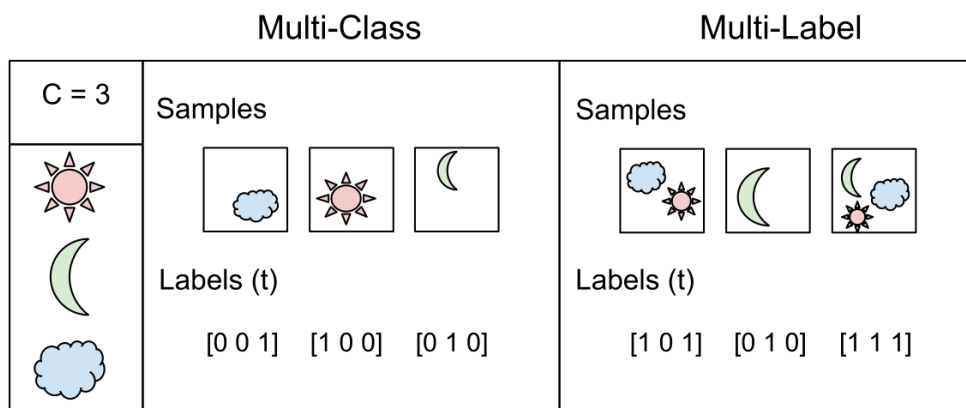 Multi-Class
Multi-Label
C = 3
Samples
Samples
Labels (t)
Labels (t)
[0 0 1] [1 0 0] [0 1 0]
[1 0 1] [0 1 0] [1 1 1]